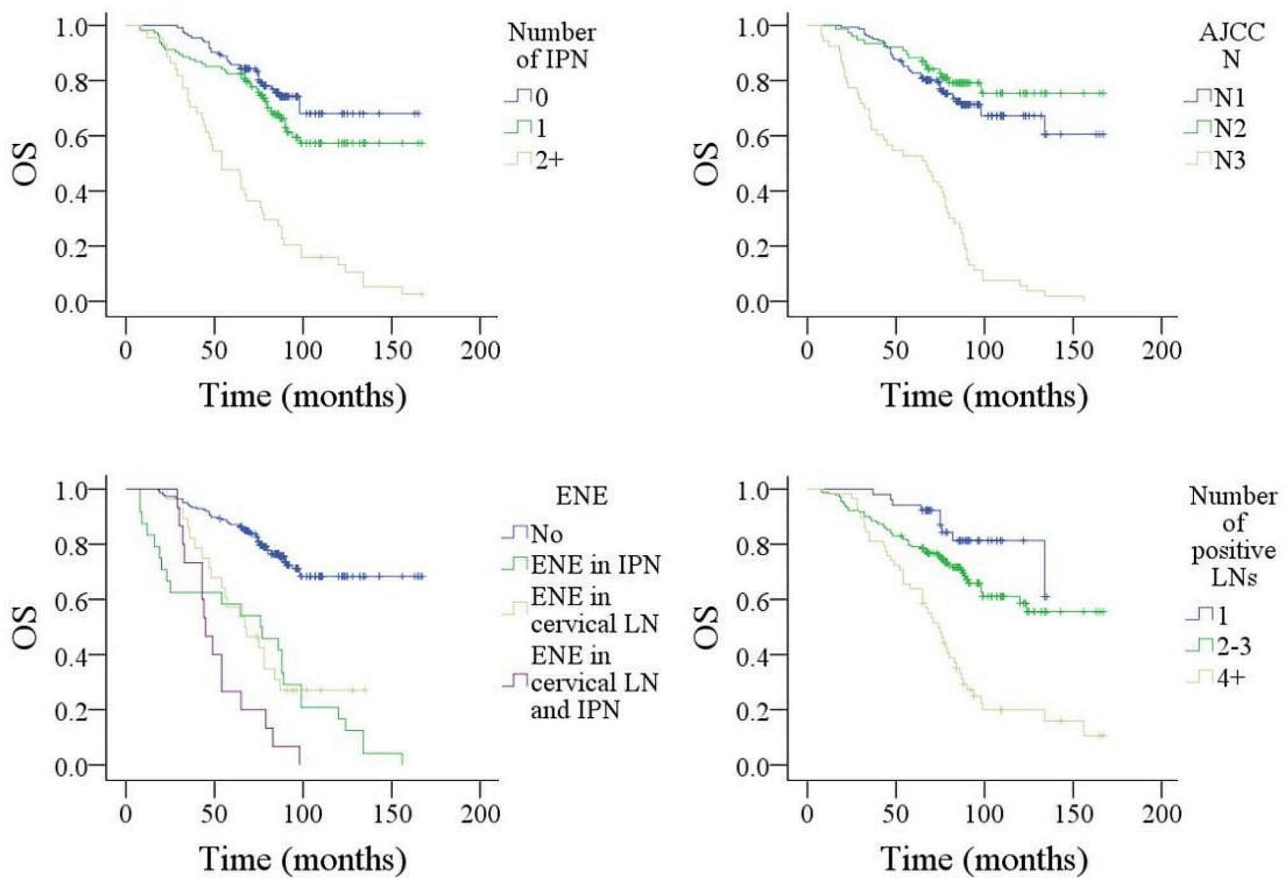 Number
of IPN
0
1
2+
1.0
0.8
0.6
0.4
0.2
0.0
OS
0 50 100 150 200
Time (months)
AJCC
N
N1
N2
N3
1.0
0.8
0.6
0.4
0.2
0.0
OS
0 50 100 150 200
Time (months)
ENE
No
ENE in IPN
ENE in
cervical LN
ENE in
cervical LN
and IPN
1.0
0.8
0.6
0.4
0.2
0.0
OS
0 50 100 150 200
Time (months)
Number
of
positive
LNs
1
2-3
4+
1.0
0.8
0.6
0.4
0.2
0.0
OS
0 50 100 150 200
Time (months)